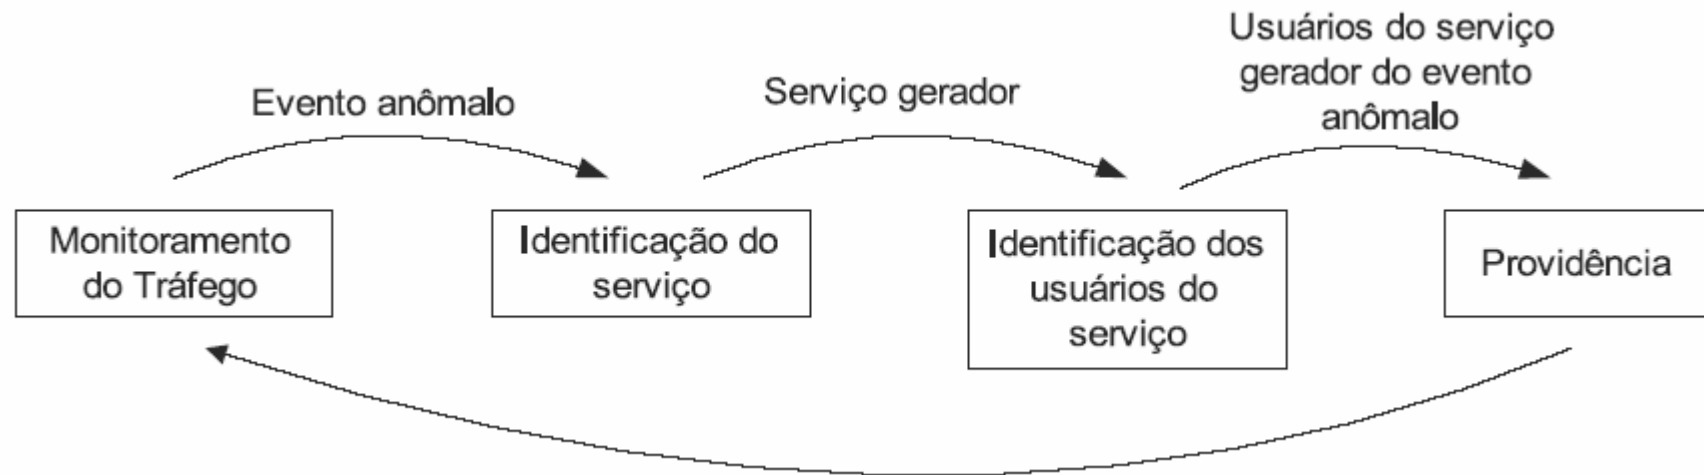 Evento anômalo
Serviço gerador
Usuários do serviço
gerador do evento
anômalo
Monitoramento
do Tráfego
Identificação do
serviço
Identificação dos
usuários do
serviço
Providência